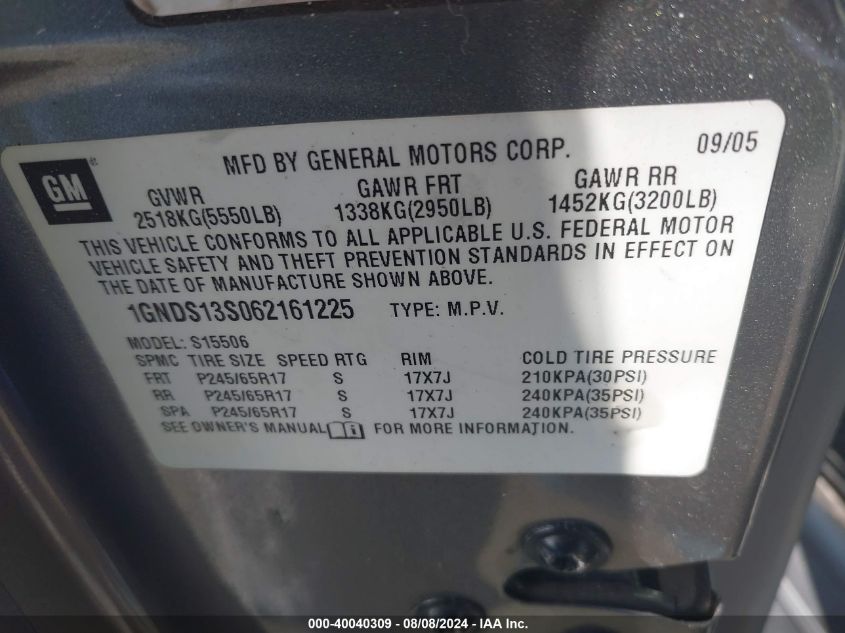 GM
MFD BY GENERAL MOTORS CORP. 09/05
GVWR GAWR FRT GAWR RR
2518KG(5550LB) 1338KG(2950LB) 1452KG(3200LB)
THIS VEHICLE CONFORMS TO ALL APPLICABLE U.S. FEDERAL MOTOR
VEHICLE SAFETY AND THEFT PREVENTION STANDARDS IN EFFECT ON
THE DATE OF MANUFACTURE SHOWN ABOVE.
1GNDS13S062161225 TYPE: M.P.V.
MODEL: S15506
SPMC TIRE SIZE SPEED RTG RIM COLD TIRE PRESSURE
FRT P245/65R17 S 17X7J 210KPA(30PSI)
RR P245/65R17 S 17X7J 240KPA(35PSI)
SPA P245/65R17 S 17X7J 240KPA(35PSI)
SEE OWNER'S MANUAL FOR MORE INFORMATION.
000-40040309 - 08/08/2024 - IAA Inc.